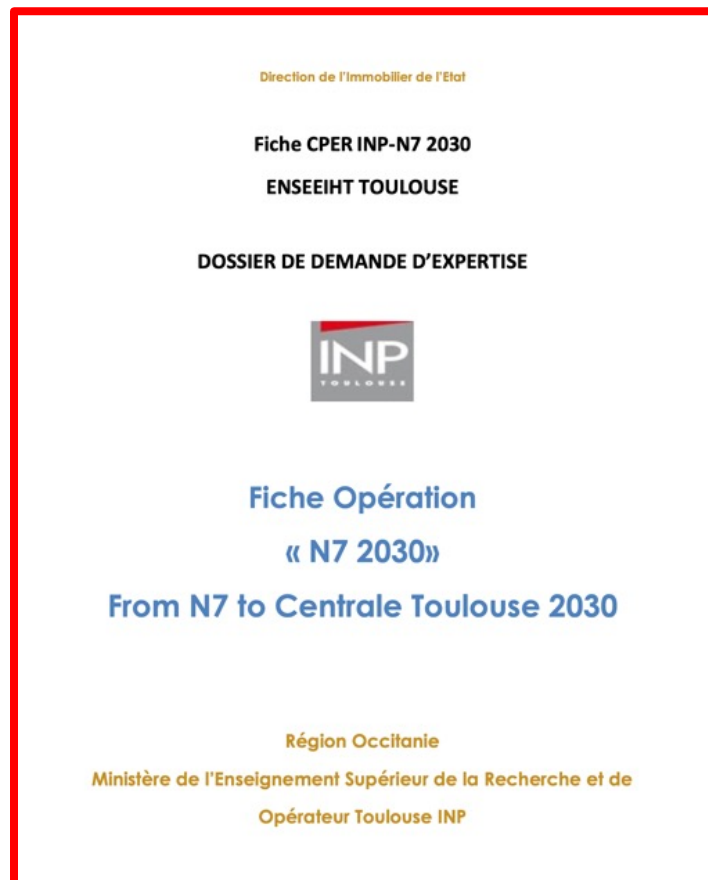 Direction de l'Immobilier de l'Etat
Fiche CPER INP-N7 2030
ENSEEIHT TOULOUSE
DOSSIER DE DEMANDE D'EXPERTISE
INP
TOULOUSE
Fiche Opération
« N7 2030»
From N7 to Centrale Toulouse 2030
Région Occitanie
Ministère de l'Enseignement Supérieur de la Recherche et de
Opérateur Toulouse INP